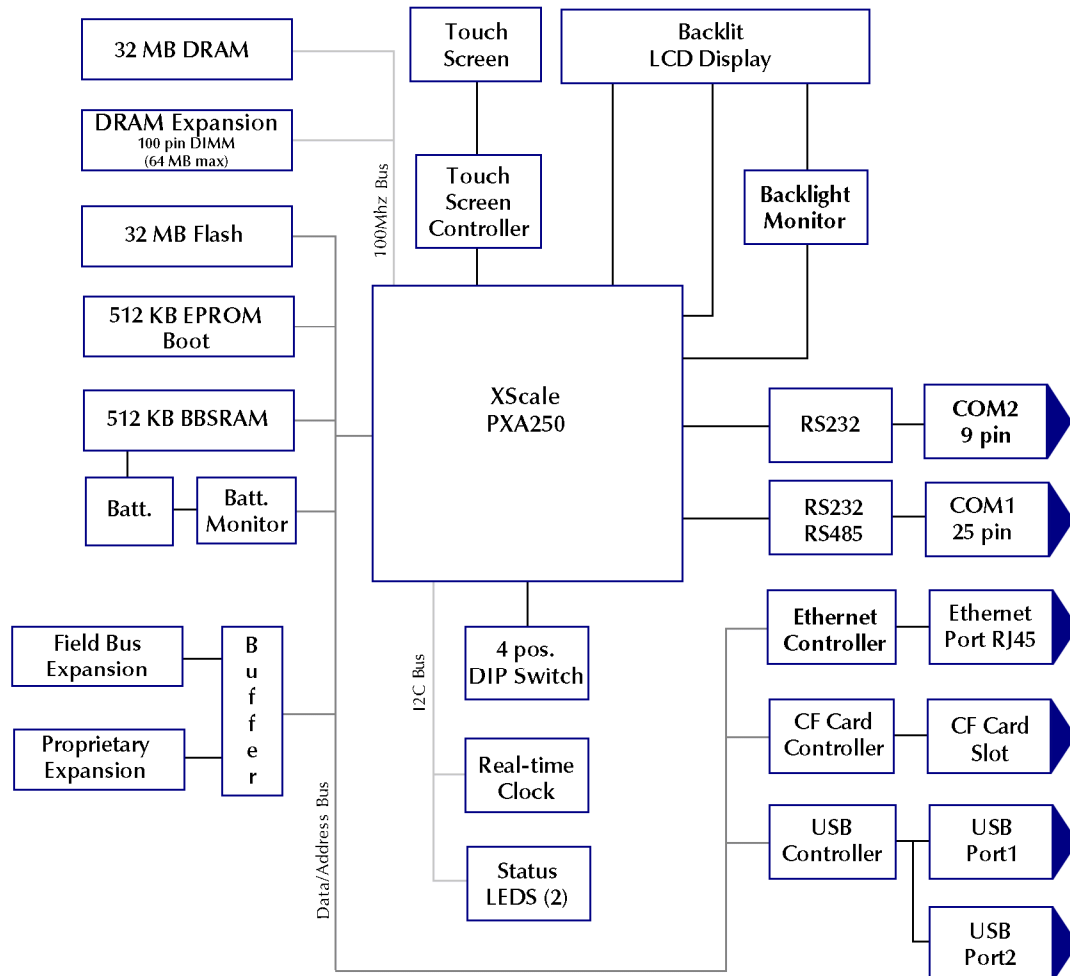 32 MB DRAM
DRAM Expansion
100 pin DIMM
(64 MB max)
32 MB Flash
512 KB EPROM
Boot
512 KB BBSRAM
Batt.
Batt.
Monitor
100Mhz Bus
Touch
Screen
Touch
Screen
Controller
Backlit
LCD Display
Backlight
Monitor
XScale
PXA250
RS232
COM2
9 pin
RS232
RS485
COM1
25 pin
Field Bus
Expansion
Proprietary
Expansion
B
u
f
f
e
r
Data/Address Bus
I2C Bus
4 pos.
DIP Switch
Real-time
Clock
Status
LEDS (2)
Ethernet
Controller
Ethernet
Port RJ45
CF Card
Controller
CF Card
Slot
USB
Controller
USB
Port1
USB
Port2